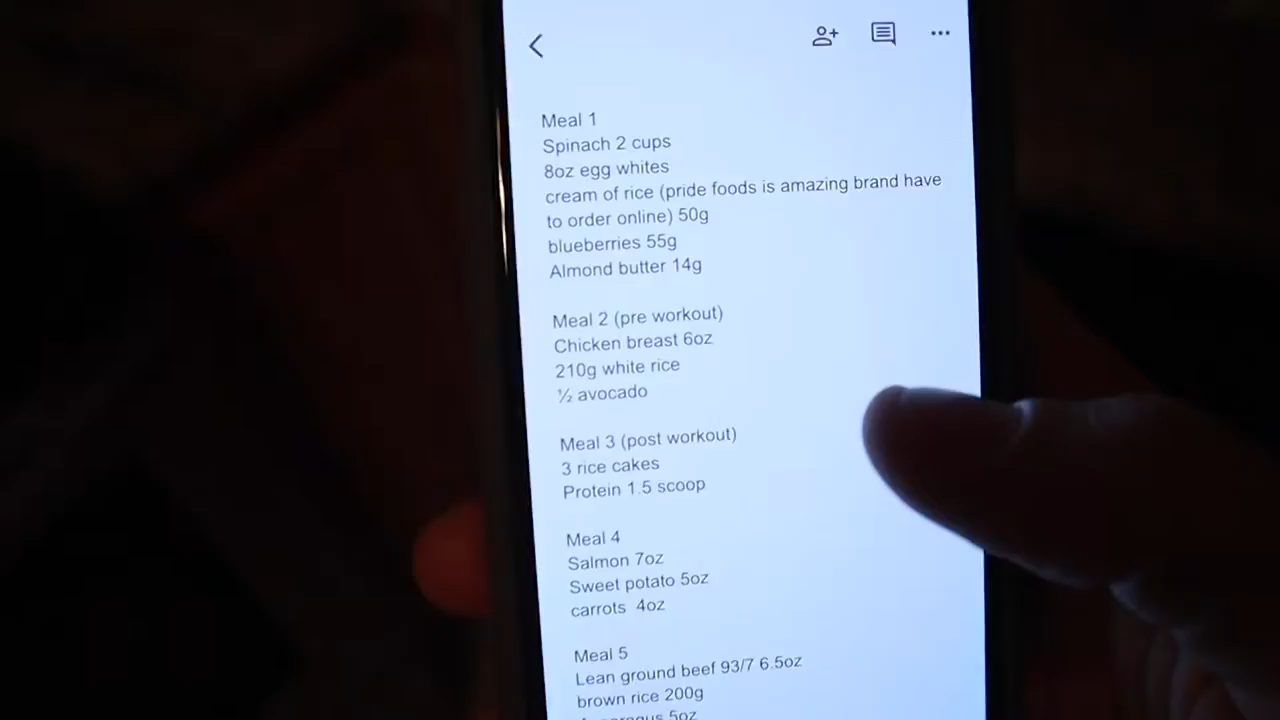 Meal 1
Spinach 2 cups
8oz egg whites
cream of rice (pride foods is amazing brand have
to order online) 50g
blueberries 55g
Almond butter 14g
Meal 2 (pre workout)
Chicken breast 6oz
210g white rice
½ avocado
Meal 3 (post workout)
3 rice cakes
Protein 1.5 scoop
Meal 4
Salmon 7oz
Sweet potato 5oz
carrots 4oz
Meal 5
Lean ground beef 93/7 6.5oz
brown rice 200g
5oz